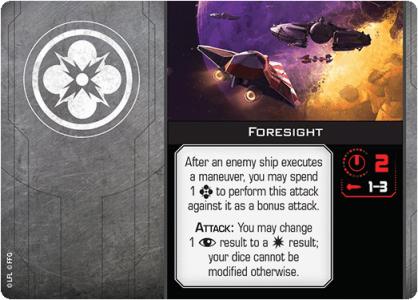 FORESIGHT
After an enemy ship executes
a maneuver, you may spend
1 to perform this attack
against it as a bonus attack.
ATTACK: You may change
1 result to a result;
your dice cannot be
modified otherwise.
2
1–3
© LFL © FFG